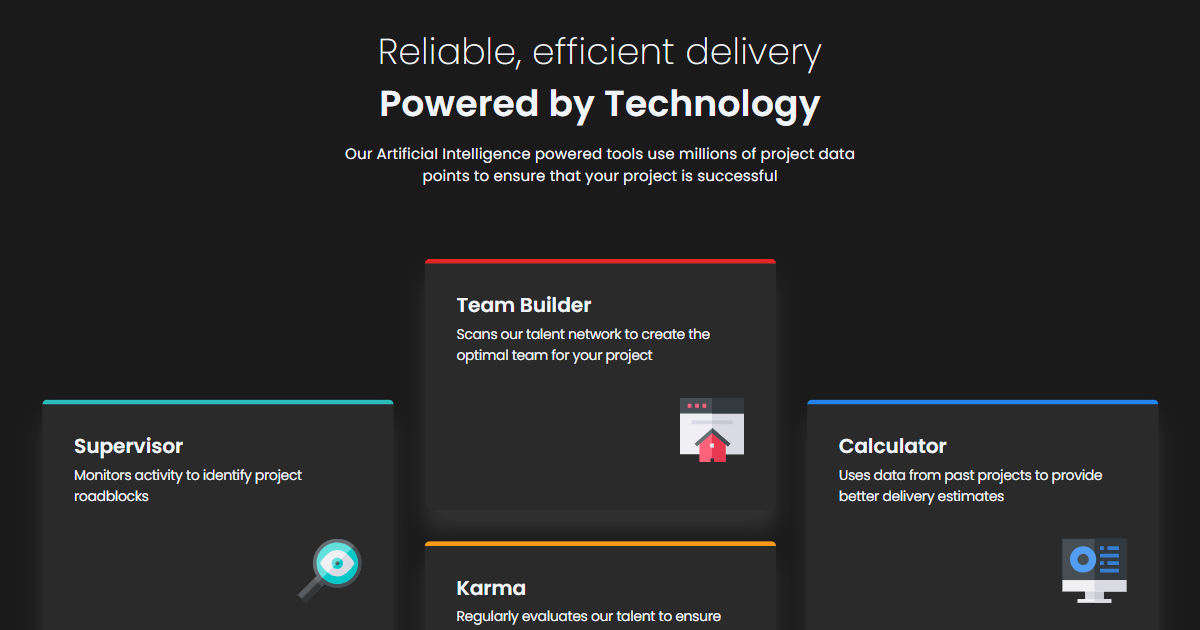 Reliable, efficient delivery
Powered by Technology
Our Artificial Intelligence powered tools use millions of project data
points to ensure that your project is successful
Team Builder
Scans our talent network to create the
optimal team for your project
Supervisor
Monitors activity to identify project
roadblocks
Calculator
Uses data from past projects to provide
better delivery estimates
Karma
Regularly evaluates our talent to ensure